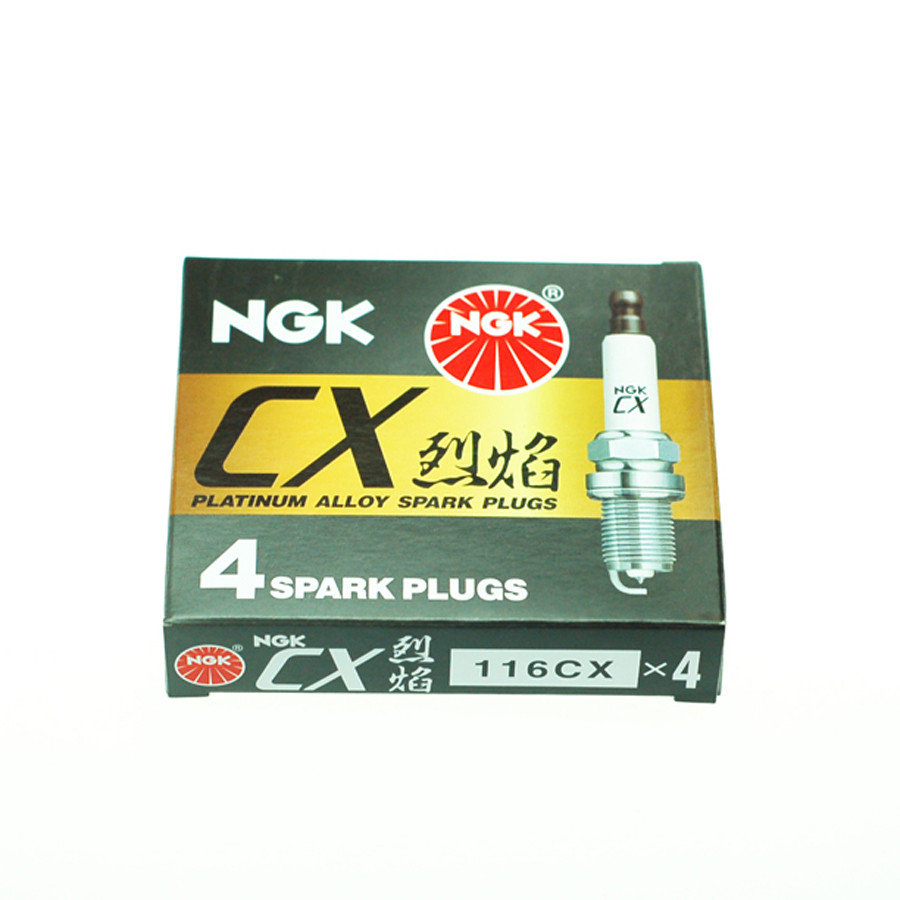 NGK
NGK ®
NGK
CX
CX 烈焰
PLATINUM ALLOY SPARK PLUGS
4 SPARK PLUGS
NGK ®
NGK
CX 烈焰
116CX ×4